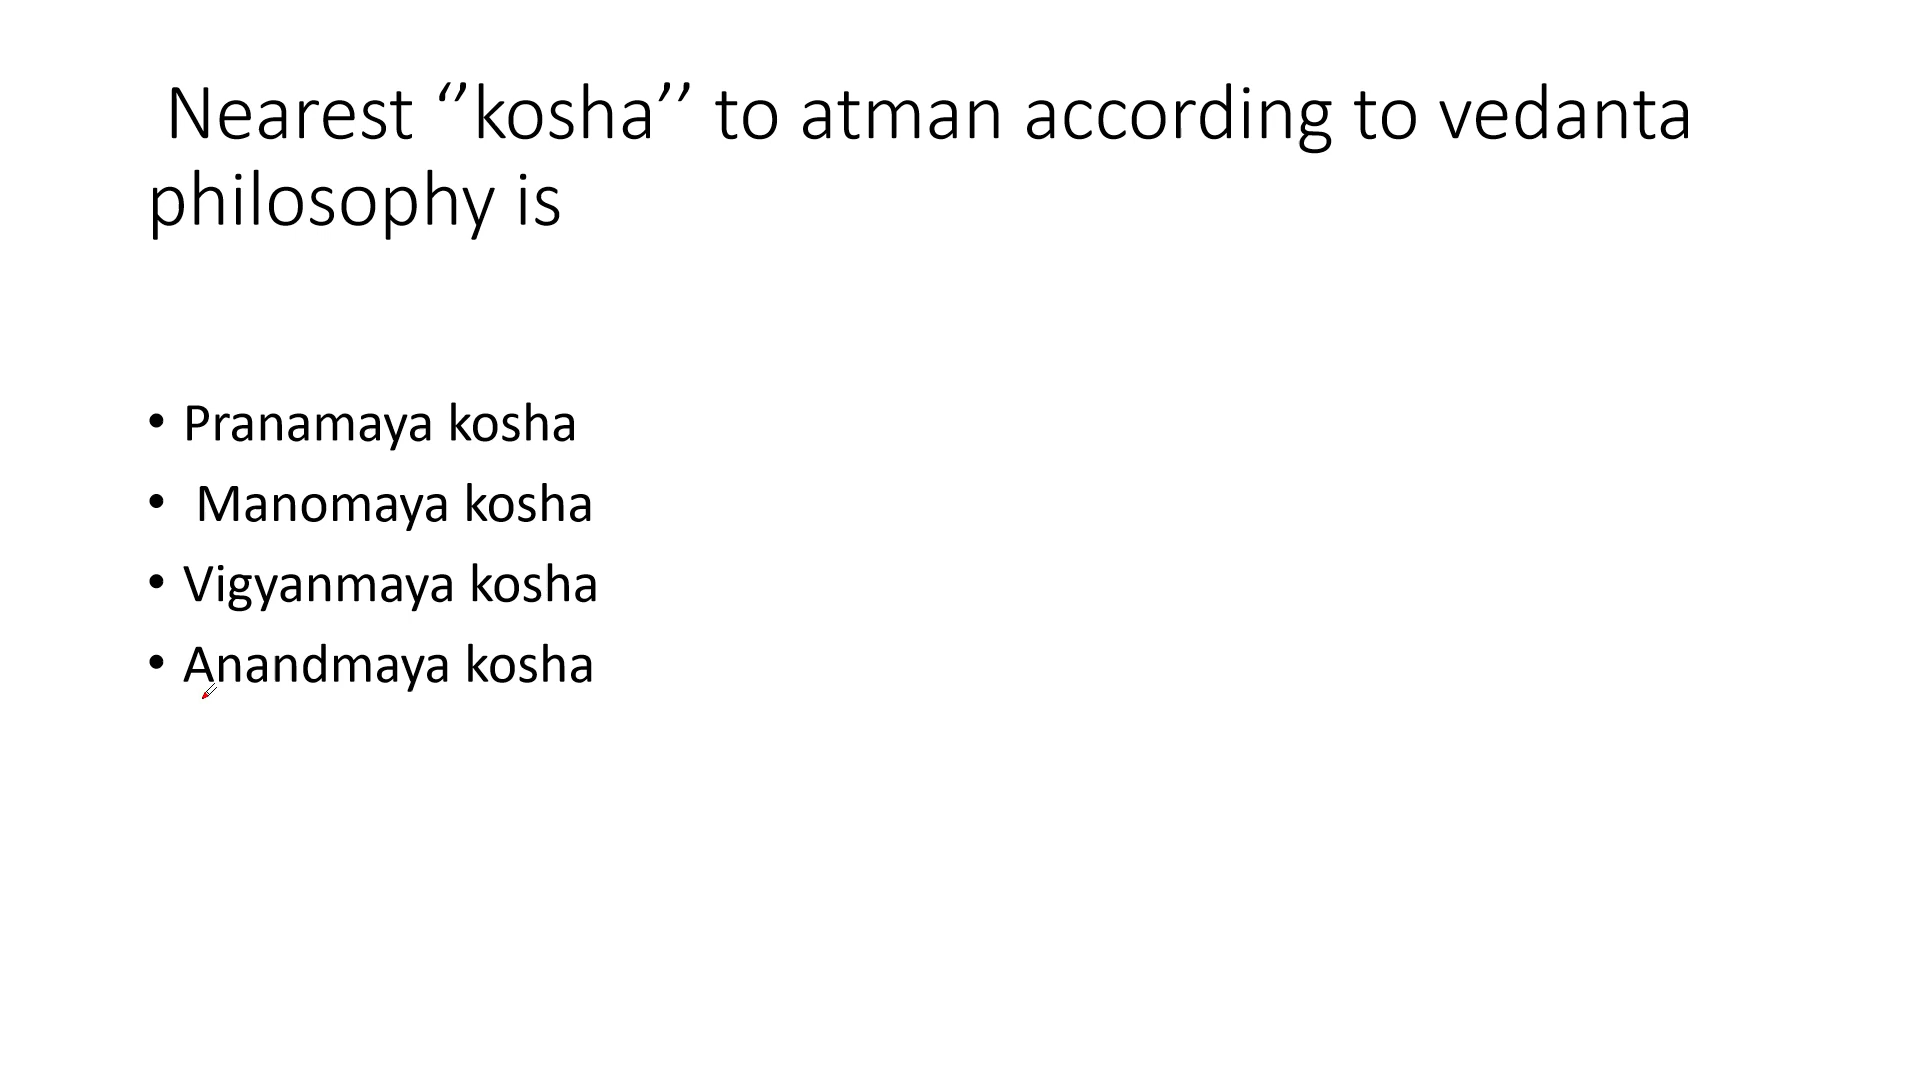 Nearest ‘’kosha’’ to atman according to vedanta
philosophy is
• Pranamaya kosha
• Manomaya kosha
• Vigyanmaya kosha
• Anandmaya kosha